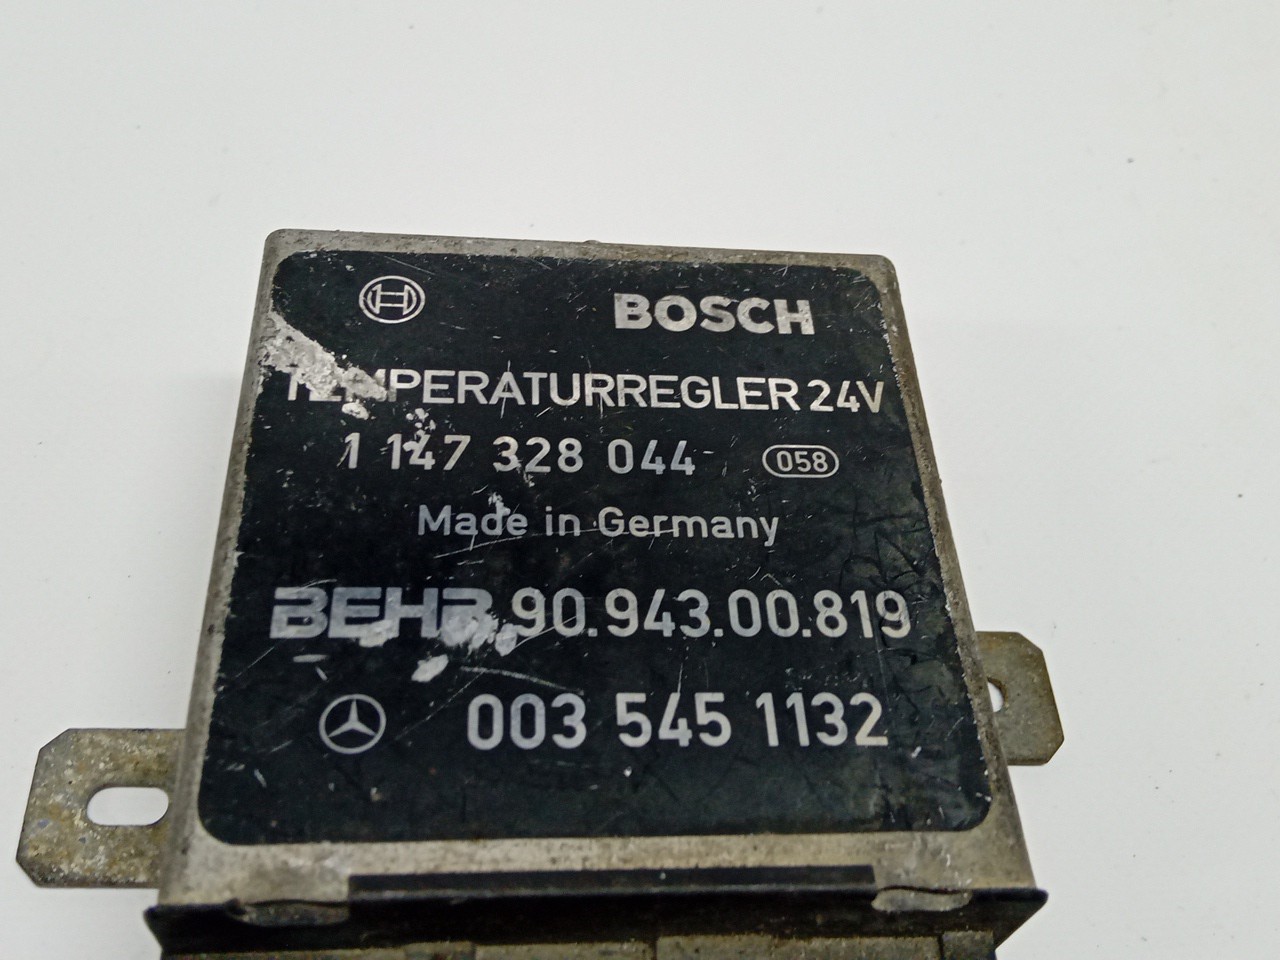 BOSCH
TEMPERATURREGLER 24V
1 147 328 044 058
Made in Germany
BEHR 90.943.00.819
003 545 1132